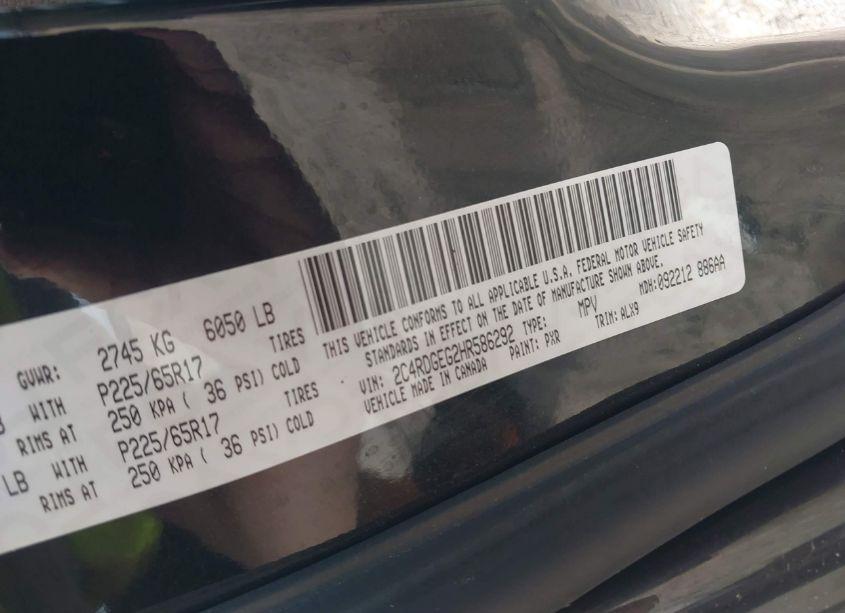 GVWR: 2745 KG 6050 LB
WITH P225/65R17 TIRES
RIMS AT 250 KPA ( 36 PSI) COLD
LB WITH P225/65R17 TIRES
RIMS AT 250 KPA ( 36 PSI) COLD
THIS VEHICLE CONFORMS TO ALL APPLICABLE U.S.A. FEDERAL MOTOR VEHICLE SAFETY
STANDARDS IN EFFECT ON THE DATE OF MANUFACTURE SHOWN ABOVE.
VIN: 2C4RDGEG2HR586292 TYPE: MPV MDH:092212 886AA
VEHICLE MADE IN CANADA PAINT: PXR TRIM:ALX9